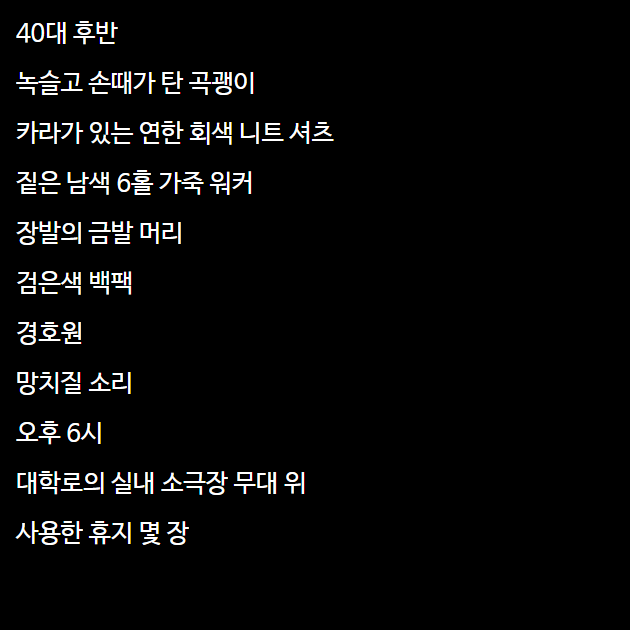 40대 후반
녹슬고 손때가 탄 곡괭이
카라가 있는 연한 회색 니트 셔츠
짙은 남색 6홀 가죽 워커
장발의 금발 머리
검은색 백팩
경호원
망치질 소리
오후 6시
대학로의 실내 소극장 무대 위
사용한 휴지 몇 장